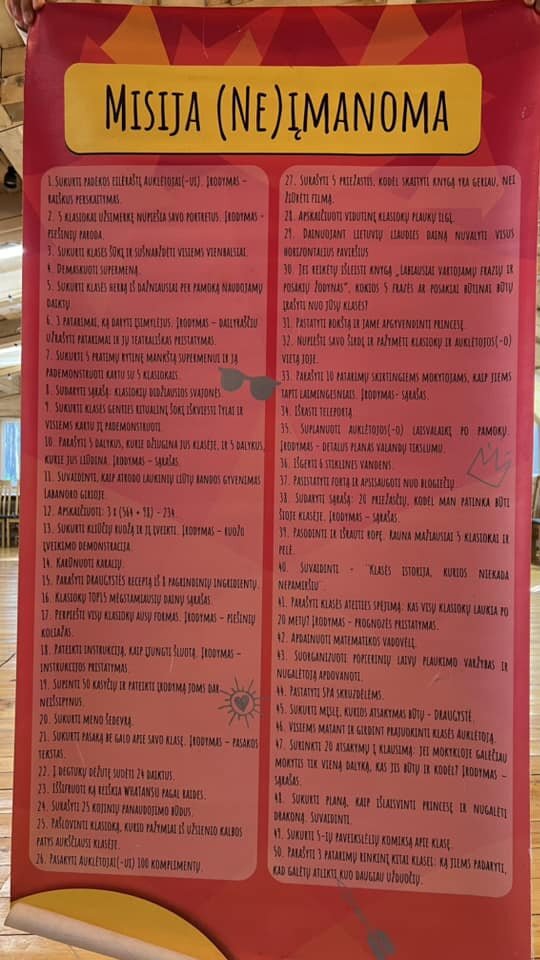 Misija (Ne)įmanoma
1. Sukurti padėkos eilėraštį auklėtojai(-ui). Įrodymas –
raiškus perskaitymas.
2. 5 klasiokai užsimerkę nupiešia savo portretus. Įrodymas -
piešinių paroda.
3. Sukurti klasės šūkį ir sušnabždėti visiems vienbalsiai.
4. Demaskuoti supermeną.
5. Sukurti klasės herbą iš dažniausiai per pamoką naudojamų
daiktų.
6. 3 patarimai, ką daryti įsimylėjus. Įrodymas – dailyraščiu
užrašyti patarimai ir jų teatrališkas pristatymas.
7. Sukurti 5 pratimų rytinę mankštą supermenui ir ją
pademonstruoti kartu su 5 klasiokais.
8. Sudaryti sąrašą: klasiokių didžiausios svajonės.
9. Sukurti klasės genties ritualinį šokį iškviesti tylai ir
visiems kartu jį pademonstruoti.
10. Parašyti 5 dalykus, kurie džiugina jus klasėje, ir 5 dalykus,
kurie jus liūdina. Įrodymas – sąrašas.
11. Suvaidinti, kaip atrodo laukinių liūtų bandos gyvenimas
Labanoro girioje.
12. Apskaičiuoti: 3 x (564 + 98) - 234.
13. Sukurti kliūčių ruožą ir jį įveikti. Įrodymas – ruožo
įveikimo demonstracija.
14. Karūnuoti karalių.
15. Parašyti draugystės receptą iš 8 pagrindinių ingridientų.
16. Klasiokų TOP15 mėgstamiausių dainų sąrašas.
17. Perpiešti visų klasiokų ausų formas. Įrodymas – piešinių
koliažas.
18. Pateikti instrukciją, kaip įjungti šluotą. Įrodymas –
instrukcijos pristatymas.
19. Supinti 50 kasyčių ir pateikti įrodymą joms dar
neišsipynus.
20. Sukurti meno šedevrą.
21. Sukurti pasaką be galo apie savo klasę. Įrodymas – pasakos
tekstas.
22. Į degtukų dėžutę sudėti 24 daiktus.
23. Iššifruoti ką reiškia WHATANSU pagal raides.
24. Surašyti 25 kojinių panaudojimo būdus.
25. Pašlovinti klasioką, kurio pažymiai iš užsienio kalbos
patys aukščiausi klasėje.
26. Pasakyti auklėtojai(-ui) 100 komplimentų.
27. Surašyti 5 priežastis, kodėl skaityti knygą yra geriau, nei
žiūrėti filmą.
28. Apskaičiuoti vidutinį klasiokų plaukų ilgį.
29. Dainuojant lietuvių liaudies dainą nuvalyti visus
horizontalius paviršius
30. Jei reikėtų išleisti knygą „Labiausiai vartojamų frazių ir
posakių žodynas“, kokios 5 frazės ar posakiai būtinai būtų
įrašyti nuo jūsų klasės?
31. Pastatyti bokštą ir jame apgyvendinti princesę.
32. Nupiešti savo širdį ir pažymėti klasiokų ir auklėtojos(-o)
vietą joje.
33. Parašyti 10 patarimų skirtingiems mokytojams, kaip jiems
tapti laimingesniais. Įrodymas- sąrašas.
34. Išrasti teleportą.
35. Suplanuoti auklėtojos(-o) laisvalaikį po pamokų.
Įrodymas - detalus planas valandų tikslumu.
36. Išgerti 6 stiklines vandens.
37. Pasistatyti fortą ir apsisaugoti nuo blogiečių.
38. Sudaryti sąrašą: 20 priežasčių, kodėl man patinka būti
šioje klasėje. Įrodymas – sąrašas.
39. Pasodinti ir išrauti ropę. Rauna mažiausiai 5 klasiokai ir
pelė.
40. Suvaidinti - "Klasės istorija, kurios niekada
nepamiršiu".
41. Parašyti klasės ateities spėjimą: kas visų klasiokų laukia po
20 metų? Įrodymas - prognozės pristatymas.
42. Apdainuoti matematikos vadovėlį.
43. Suorganizuoti popierinių laivų plaukimo varžybas ir
nugalėtoją apdovanoti.
44. Pastatyti SPA skruzdėlėms.
45. Sukurti mįslę, kurios atsakymas būtų - draugystė.
46. Visiems matant ir girdint prajuokinti klasės auklėtoją.
47. Surinkti 20 atsakymų į klausimą: jei mokykloje galėčiau
mokytis tik vieną dalyką, kas jis būtų ir kodėl? Įrodymas –
sąrašas.
48. Sukurti planą, kaip išlaisvinti princesę ir nugalėti
drakoną. Suvaidinti.
49. Sukurti 5-ių paveikslėlių komiksą apie klasę.
50. Parašyti 3 patarimų rinkinį kitai klasei: ką jiems padaryti,
kad galėtų atlikti kuo daugiau užduočių.